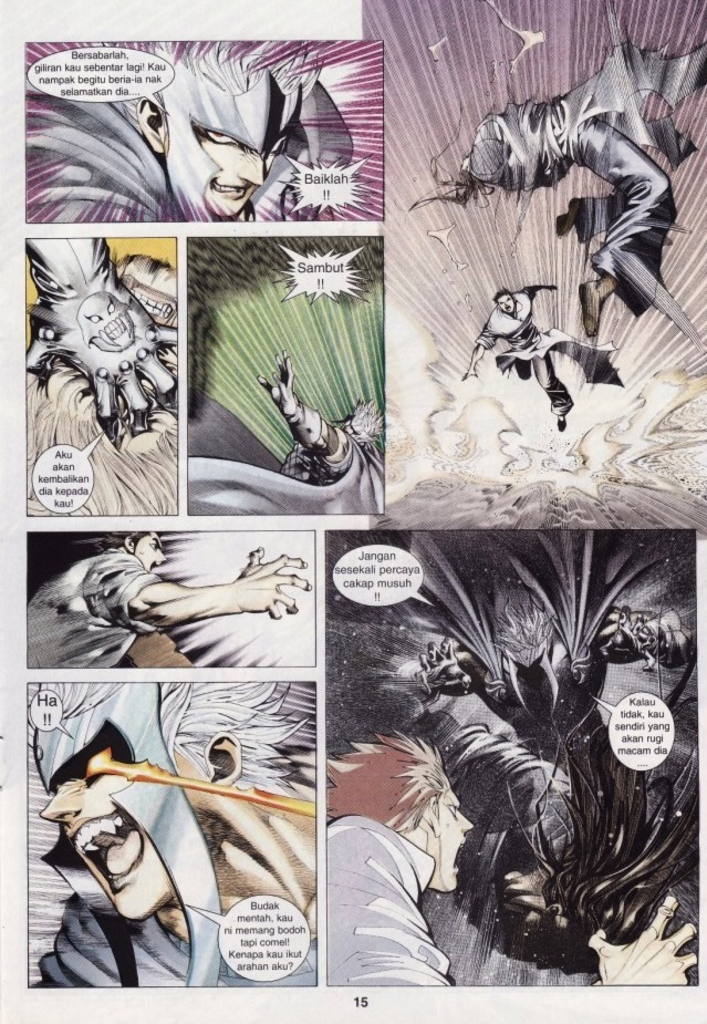 Bersabarlah,
giliran kau sebentar lagi! Kau
nampak begitu beria-ia nak
selamatkan dia....
Baiklah
!!
Aku
akan
kembalikan
dia kepada
kau!
Sambut
!!
Jangan
sesekali percaya
cakap musuh
!!
Kalau
tidak, kau
sendiri yang
akan rugi
macam dia
....
Ha
!!
Budak
mentah, kau
ni memang bodoh
tapi comel!
Kenapa kau ikut
arahan aku?
15